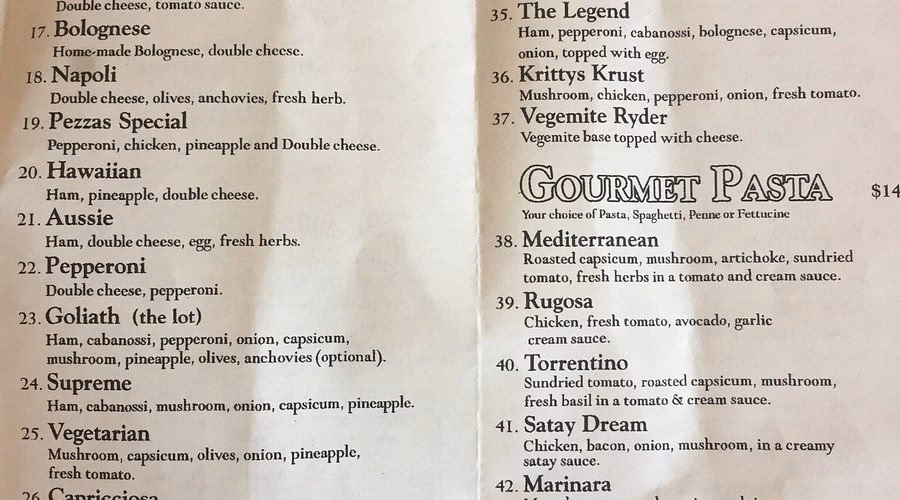 Double cheese, tomato sauce.
17. Bolognese
Home-made Bolognese, double cheese.
18. Napoli
Double cheese, olives, anchovies, fresh herb.
19. Pezzas Special
Pepperoni, chicken, pineapple and Double cheese.
20. Hawaiian
Ham, pineapple, double cheese.
21. Aussie
Ham, double cheese, egg, fresh herbs.
22. Pepperoni
Double cheese, pepperoni.
23. Goliath (the lot)
Ham, cabanossi, pepperoni, onion, capsicum,
mushroom, pineapple, olives, anchovies (optional).
24. Supreme
Ham, cabanossi, mushroom, onion, capsicum, pineapple.
25. Vegetarian
Mushroom, capsicum, olives, onion, pineapple,
fresh tomato.
26 Capricciosa
35. The Legend
Ham, pepperoni, cabanossi, bolognese, capsicum,
onion, topped with egg.
36. Krittys Krust
Mushroom, chicken, pepperoni, onion, fresh tomato.
37. Vegemite Ryder
Vegemite base topped with cheese.
GOURMET PASTA $14
Your choice of Pasta, Spaghetti, Penne or Fettucine
38. Mediterranean
Roasted capsicum, mushroom, artichoke, sundried
tomato, fresh herbs in a tomato and cream sauce.
39. Rugosa
Chicken, fresh tomato, avocado, garlic
cream sauce.
40. Torrentino
Sundried tomato, roasted capsicum, mushroom,
fresh basil in a tomato & cream sauce.
41. Satay Dream
Chicken, bacon, onion, mushroom, in a creamy
satay sauce.
42. Marinara